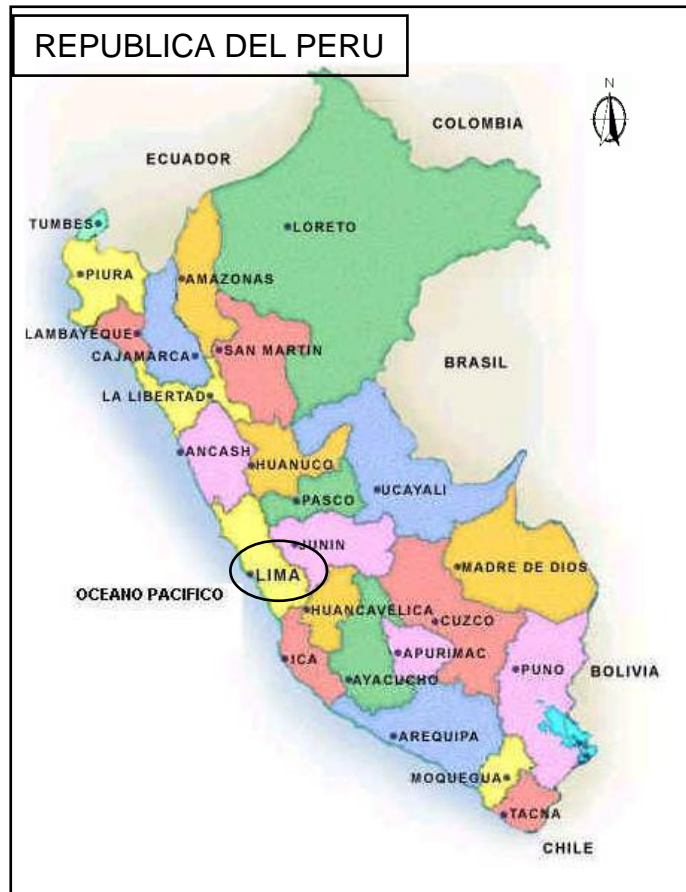 REPUBLICA DEL PERU
N
COLOMBIA
ECUADOR
TUMBES
LORETO
PIURA
AMAZONAS
LAMBAYEQUE
CAJAMARCA
SAN MARTIN
BRASIL
LA LIBERTAD
ANCASH
HUANUCO
UCAYALI
PASCO
JUNIN
LIMA
MADRE DE DIOS
OCEANO PACIFICO
HUANCAVELICA
CUZCO
ICA
APURIMAC
PUNO
BOLIVIA
AYACUCHO
AREQUIPA
MOQUEGUA
TACNA
CHILE